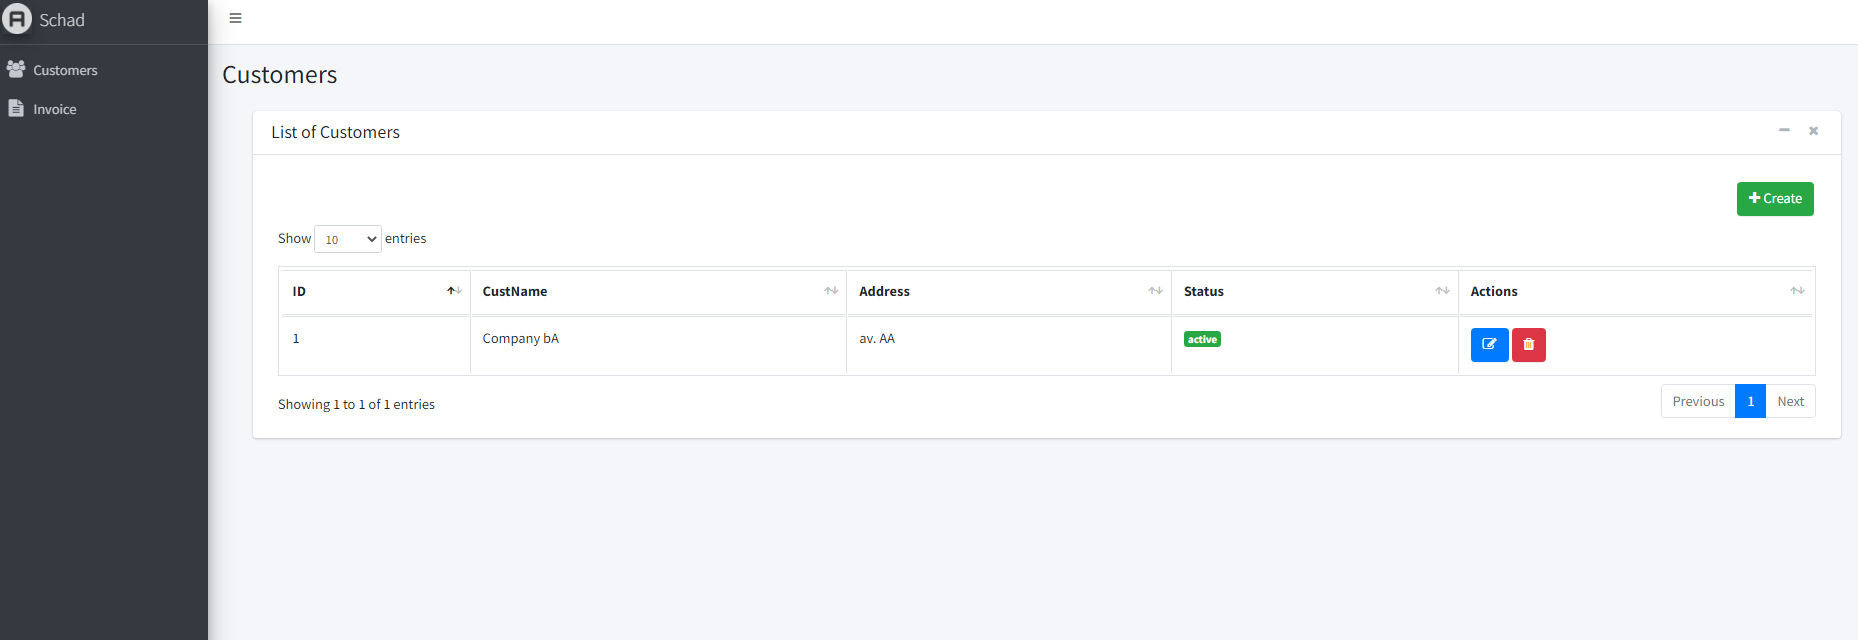 Schad
Customers
Invoice
Customers
List of Customers
Create
Show 10 entries
ID CustName Address Status Actions
1 Company bA av. AA active
Showing 1 to 1 of 1 entries
Previous 1 Next